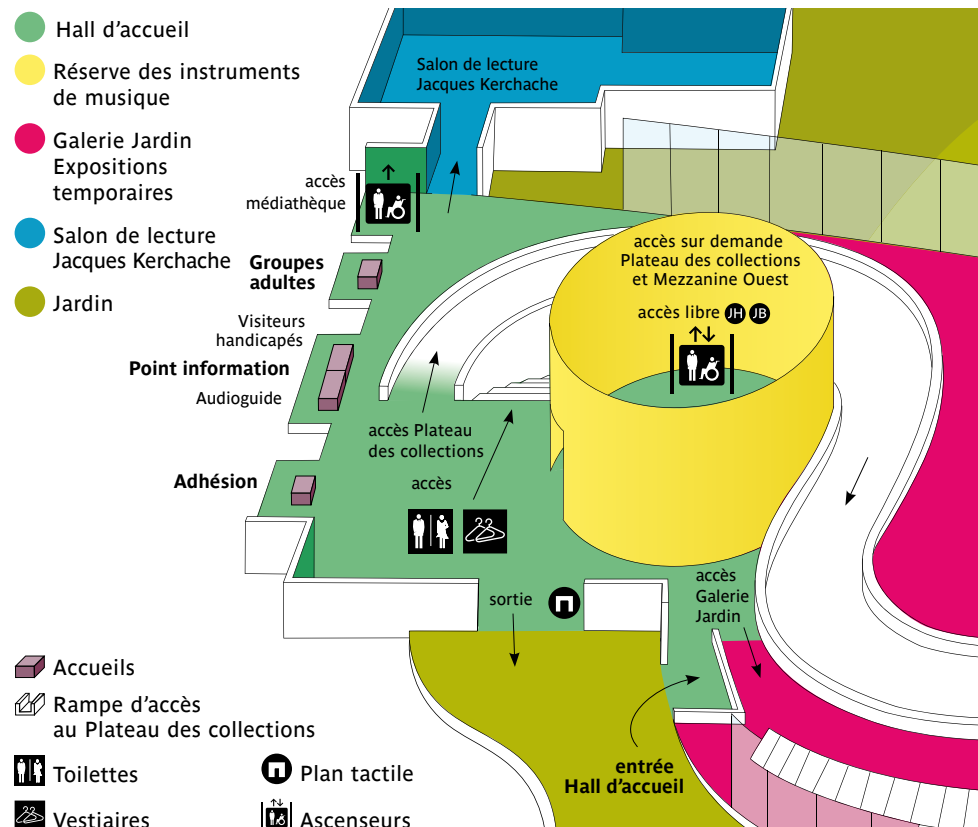 Hall d'accueil
Réserve des instruments
de musique
Galerie Jardin
Expositions
temporaires
Salon de lecture
Jacques Kerchache
Jardin
Salon de lecture
Jacques Kerchache
accès
médiathèque
Groupes
adultes
Visiteurs
handicapés
Point information
Audioguide
Adhésion
accès sur demande
Plateau des collections
et Mezzanine Ouest
accès libre JH JB
accès Plateau
des collections
accès
sortie
accès
Galerie
Jardin
entrée
Hall d'accueil
Accueils
Rampe d'accès
au Plateau des collections
Toilettes
Plan tactile
Vestiaires
Ascenseurs